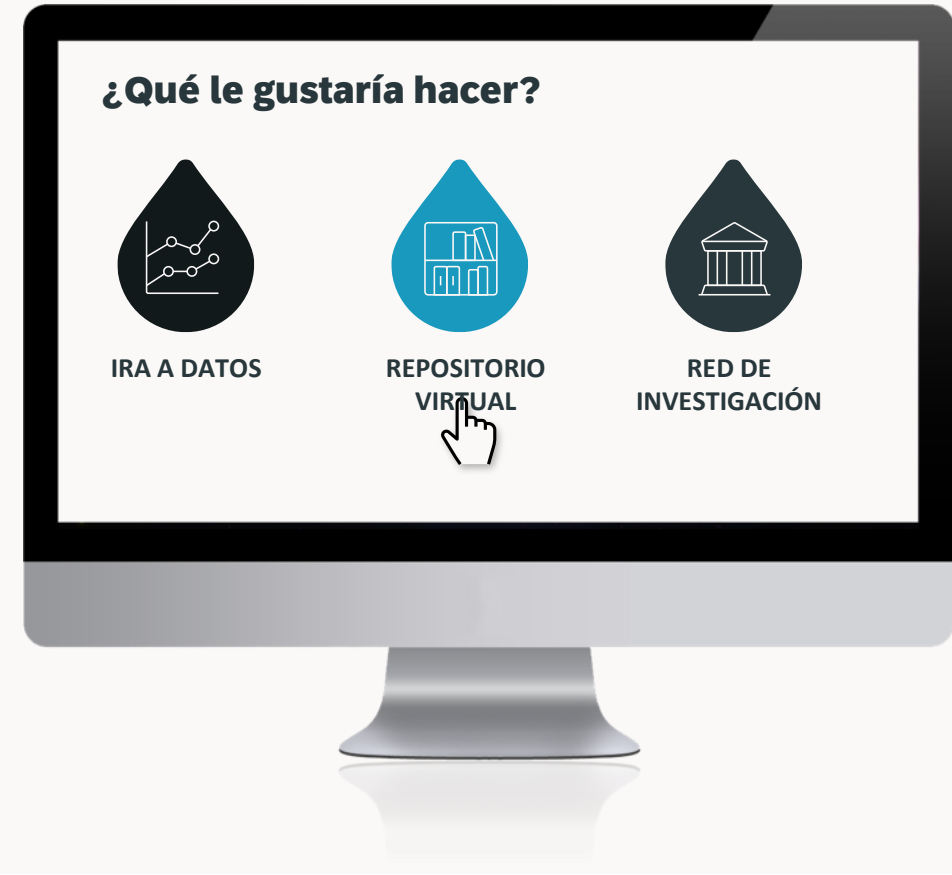 ¿Qué le gustaría hacer?
IRA A DATOS
REPOSITORIO
VIRTUAL
RED DE
INVESTIGACIÓN